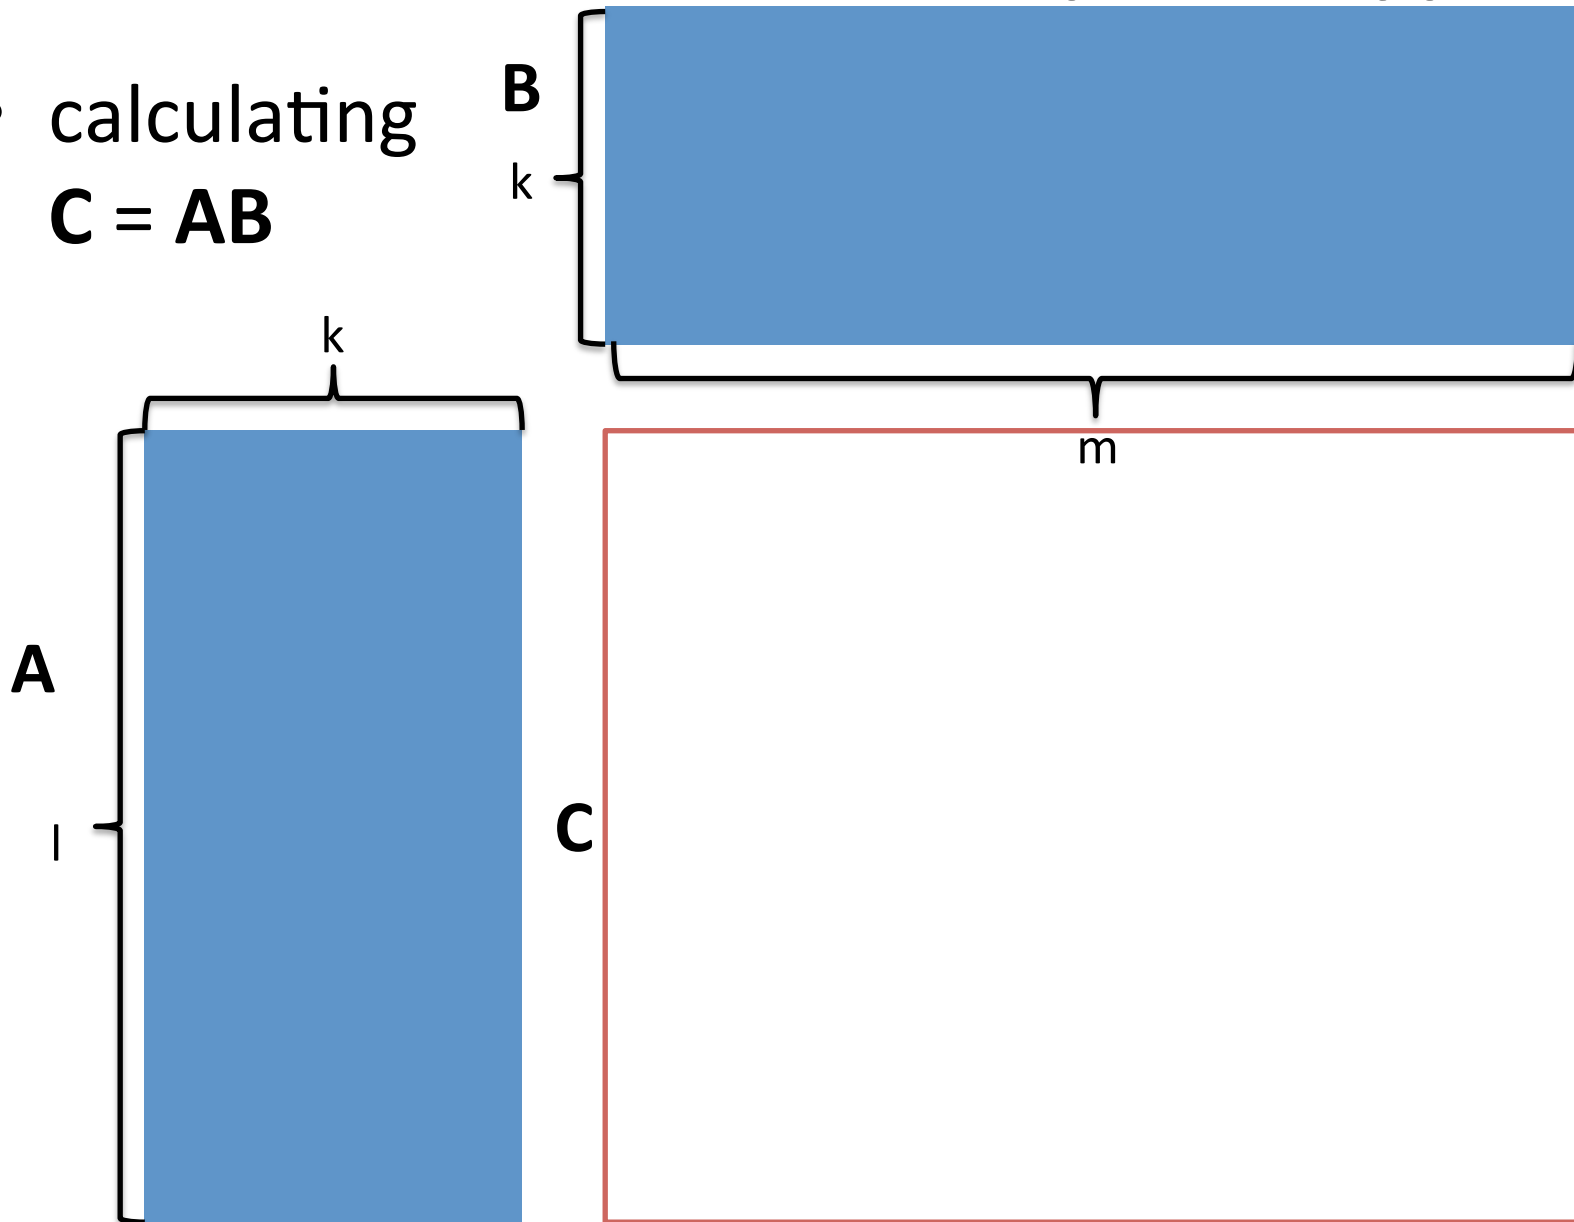 • calculating
C = AB
B
k
k
m
A
l
C